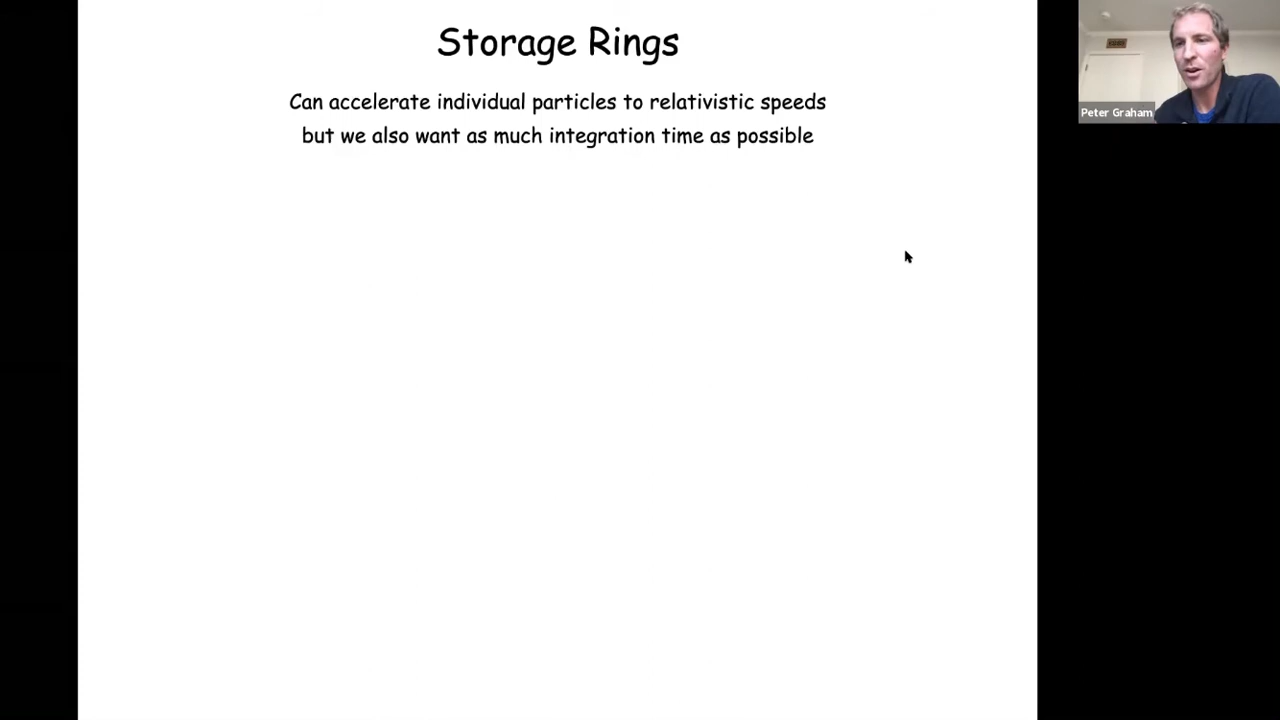 Storage Rings
Can accelerate individual particles to relativistic speeds
but we also want as much integration time as possible
Peter Graham